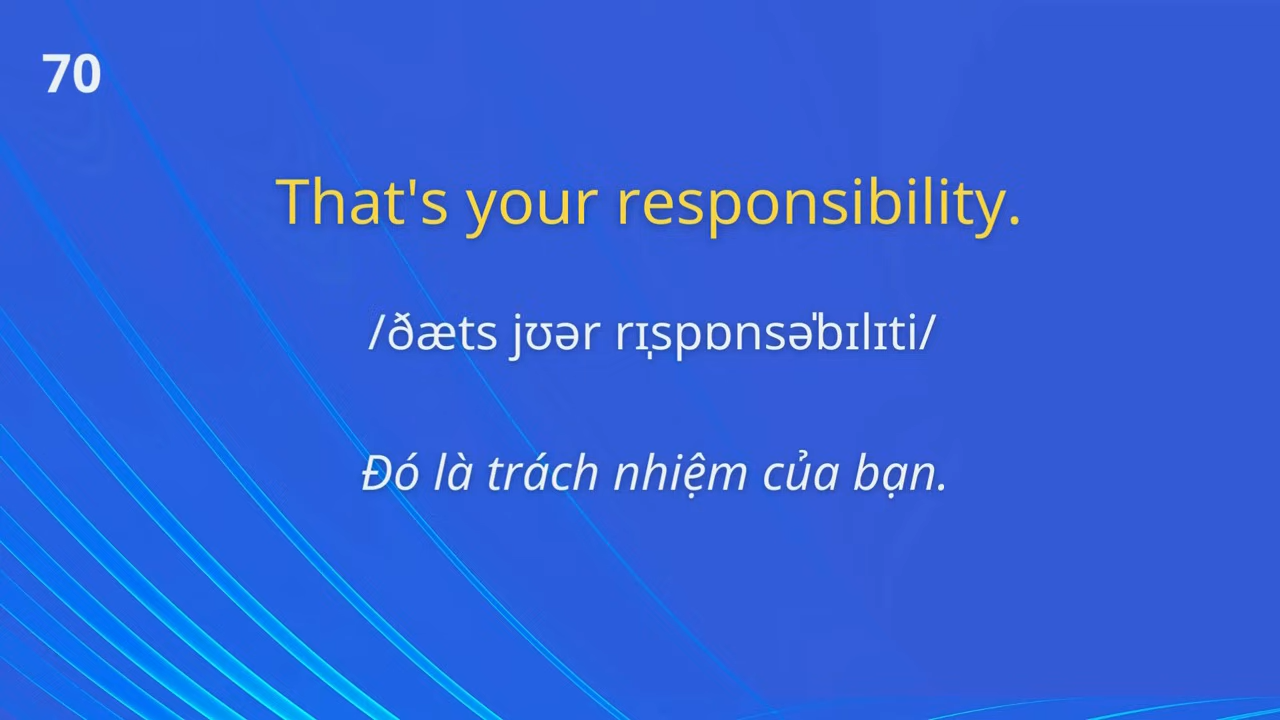 70
That's your responsibility.
/ðæts jʊər rɪˌspɒnsəˈbɪlɪti/
Đó là trách nhiệm của bạn.